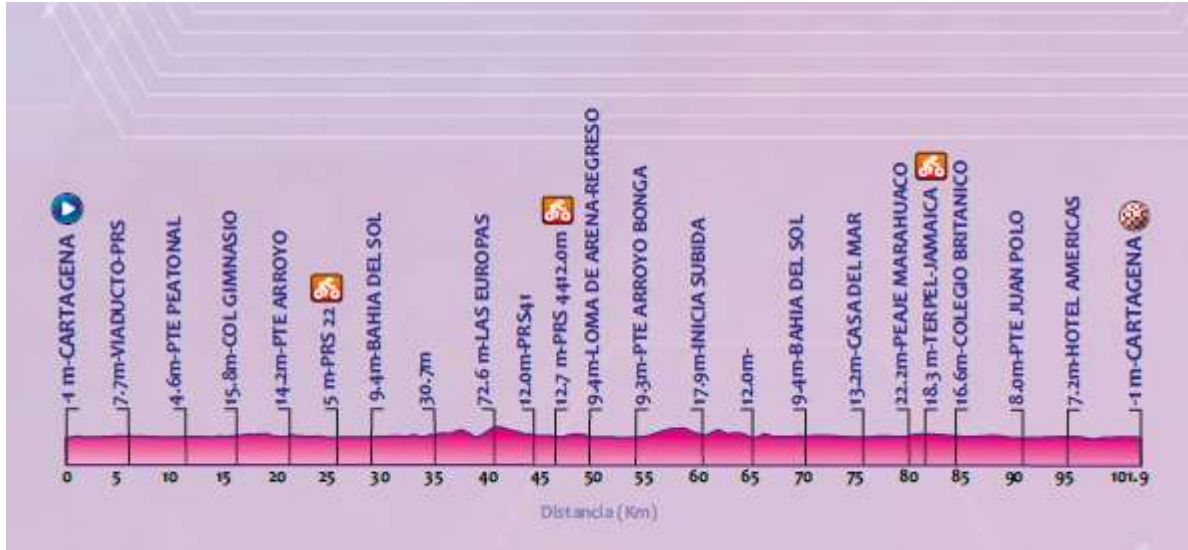 -1 m-CARTAGENA
7.7m-VIADUCTO-PRS
4.6m-PTE PEATONAL
15.8m-COL GIMNASIO
14.2m-PTE ARROYO
5 m-PRS 22
9.4m-BAHIA DEL SOL
30.7m
72.6 m-LAS EUROPAS
12.0m-PRS41
12.7 m-PRS 4412.0m
9.4m-LOMA DE ARENA-REGRESO
9.3m-PTE ARROYO BONGA
17.9m-INICIA SUBIDA
12.0m-
9.4m-BAHIA DEL SOL
13.2m-CASA DEL MAR
22.2m-PEAJE MARAHUACO
18.3 m-TERPEL-JAMAICA
16.6m-COLEGIO BRITANICO
8.0m-PTE JUAN POLO
7.2m-HOTEL AMERICAS
-1 m-CARTAGENA
0 5 10 15 20 25 30 35 40 45 50 55 60 65 70 75 80 85 90 95 101.9
Distancia (Km)